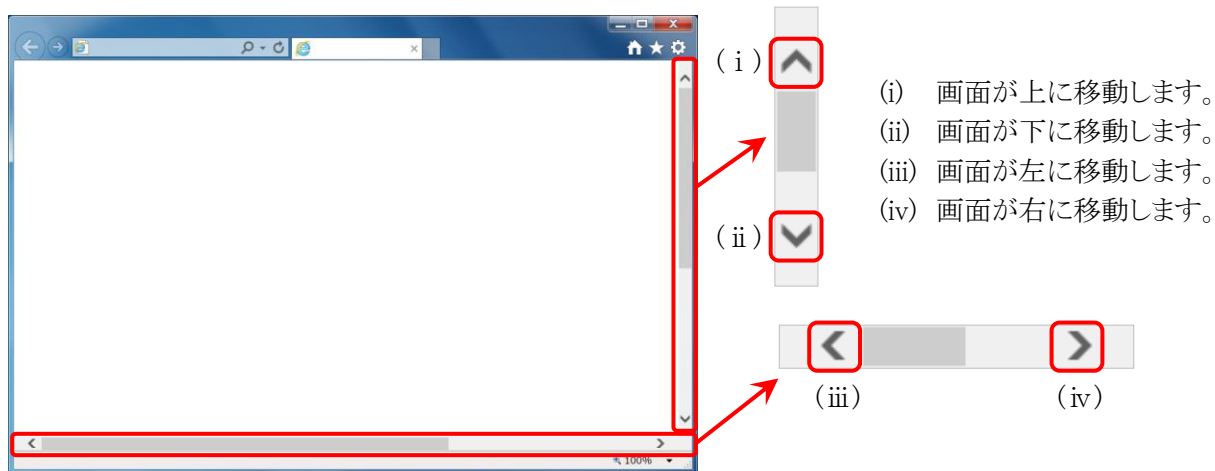 (ⅰ)
(ⅰ) 画面が上に移動します。
(ⅱ) 画面が下に移動します。
(ⅲ) 画面が左に移動します。
(ⅳ) 画面が右に移動します。
(ⅱ)
(ⅲ)
(ⅳ)
100%